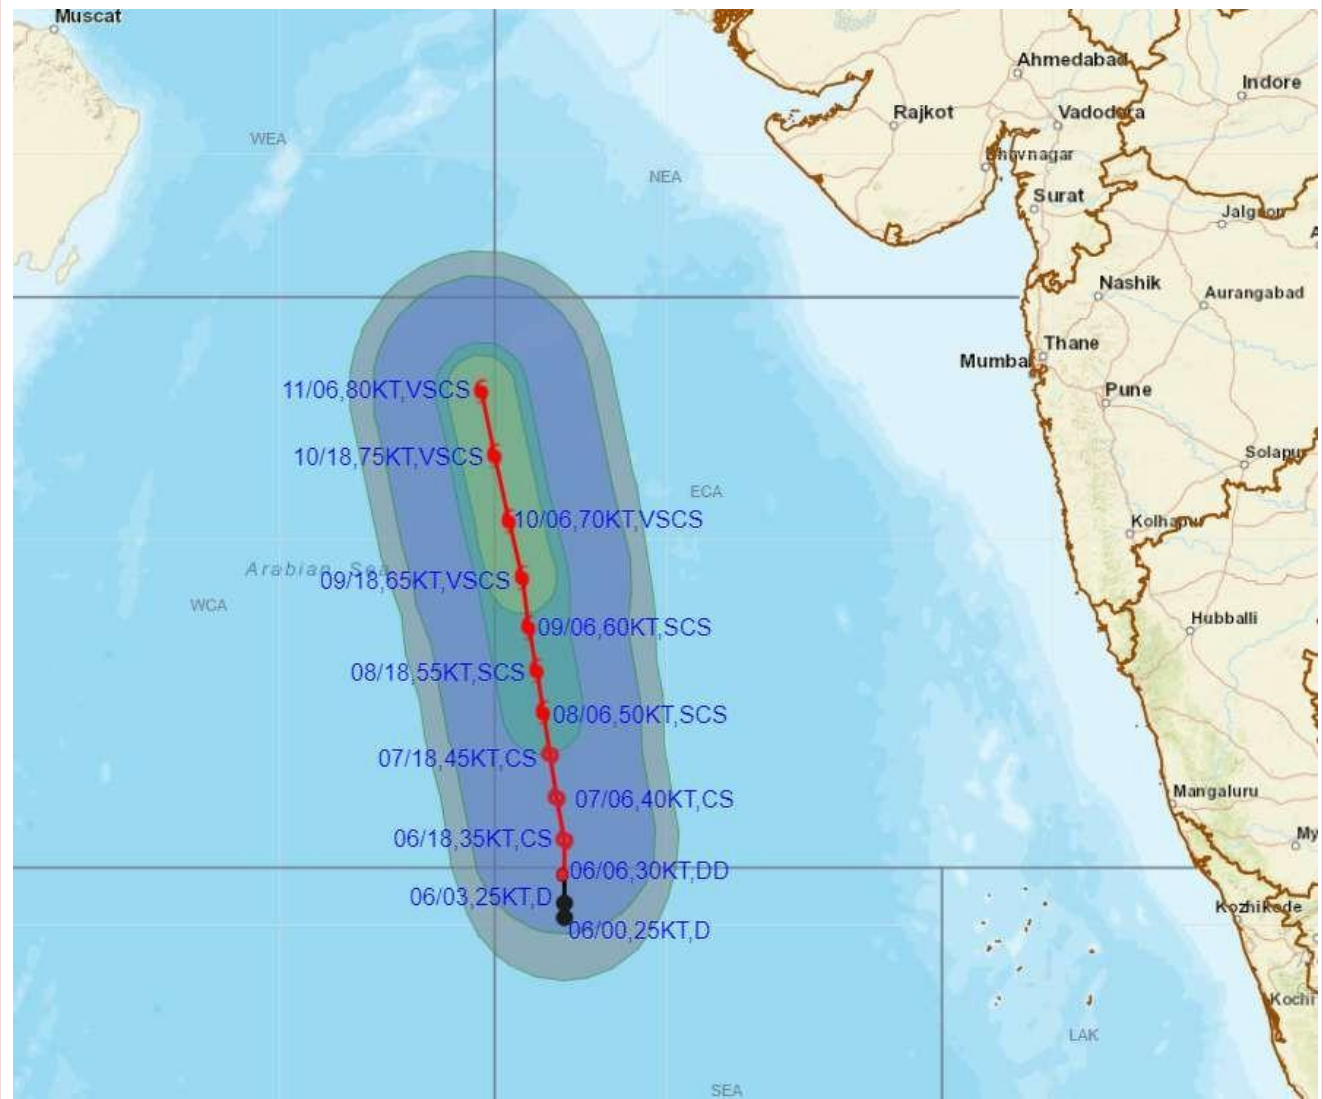 Muscat
Ahmedabad
Indore
Rajkot
Vadodara
WEA
Bhavnagar
NEA
Surat
Jalgaon
Nashik
Aurangabad
Thane
Mumbai
11/06,80KT,VSCS
Pune
10/18,75KT,VSCS
Solapur
ECA
10/06,70KT,VSCS
Kolhapur
Arabian Sea
09/18,65KT,VSCS
WCA
Hubballi
09/06,60KT,SCS
08/18,55KT,SCS
08/06,50KT,SCS
07/18,45KT,CS
Mangaluru
07/06,40KT,CS
My
06/18,35KT,CS
06/06,30KT,DD
06/03,25KT,D
Kozhikode
06/00,25KT,D
Kochi
LAK
SEA